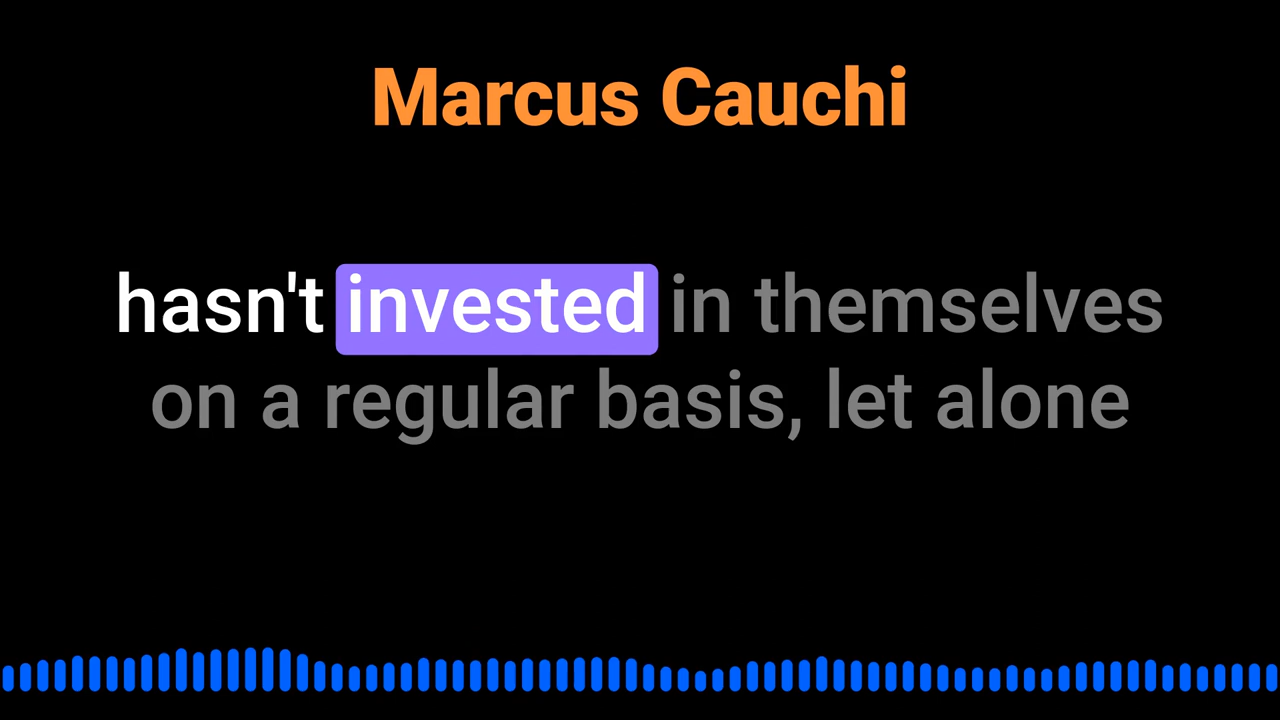 Marcus Cauchi
hasn't invested in themselves
on a regular basis, let alone